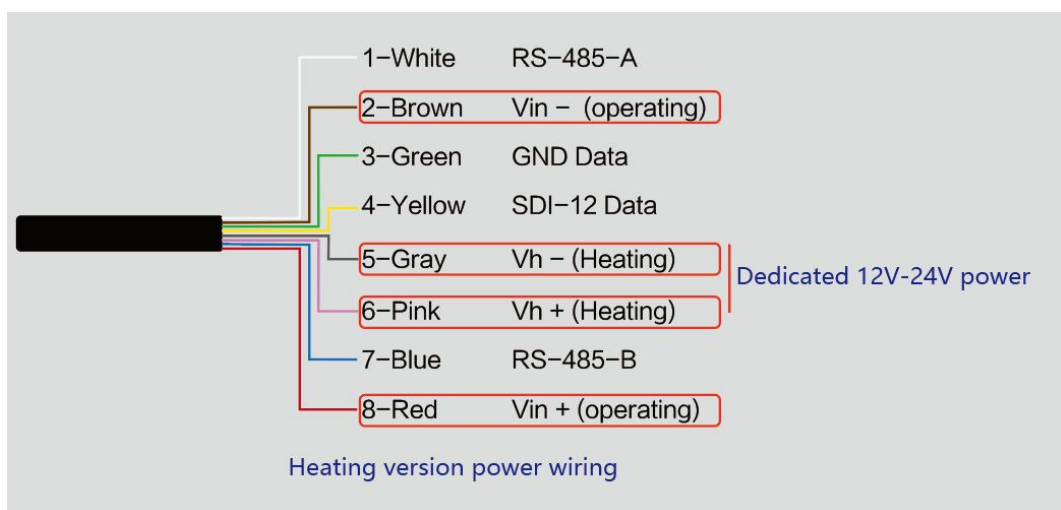 1-White RS-485-A
2-Brown Vin - (operating)
3-Green GND Data
4-Yellow SDI-12 Data
5-Gray Vh - (Heating)
Dedicated 12V-24V power
6-Pink Vh + (Heating)
7-Blue RS-485-B
8-Red Vin + (operating)
Heating version power wiring